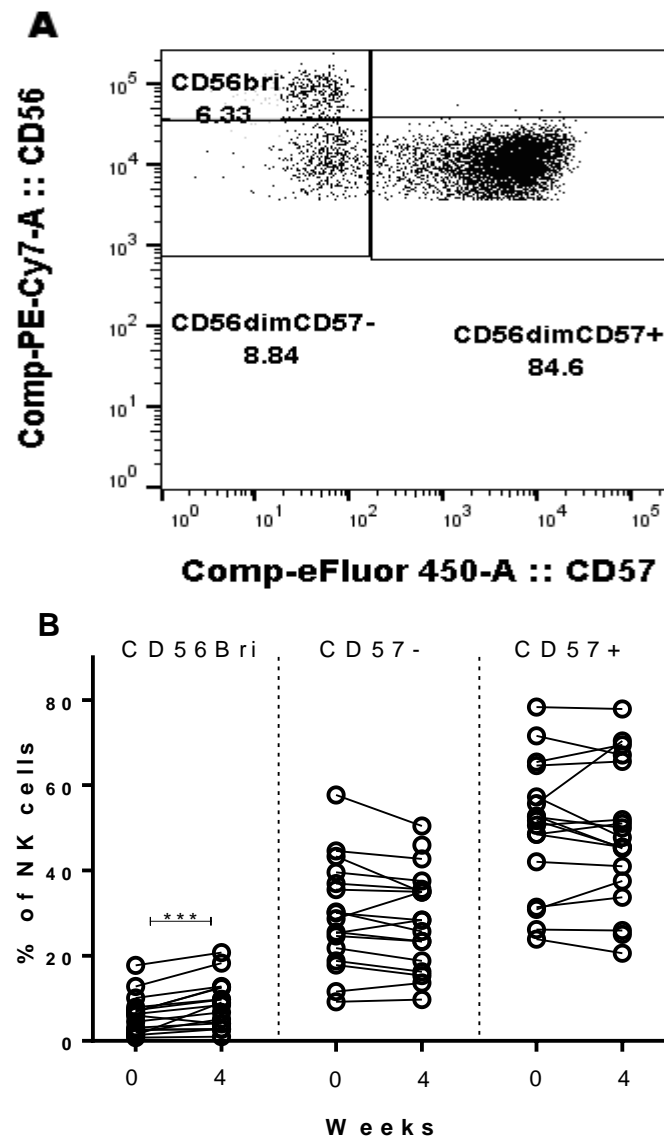 A
Comp-PE-Cy7-A :: CD56
10^5
10^4
10^3
10^2
10^1
10^0
CD56bri
6.33
CD56dimCD57-
8.84
CD56dimCD57+
84.6
10^0 10^1 10^2 10^3 10^4 10^5
Comp-eFluor 450-A :: CD57
B
CD56Bri CD57- CD57+
% of NK cells
80
60
40
20
0
***
0 4 0 4 0 4
Weeks